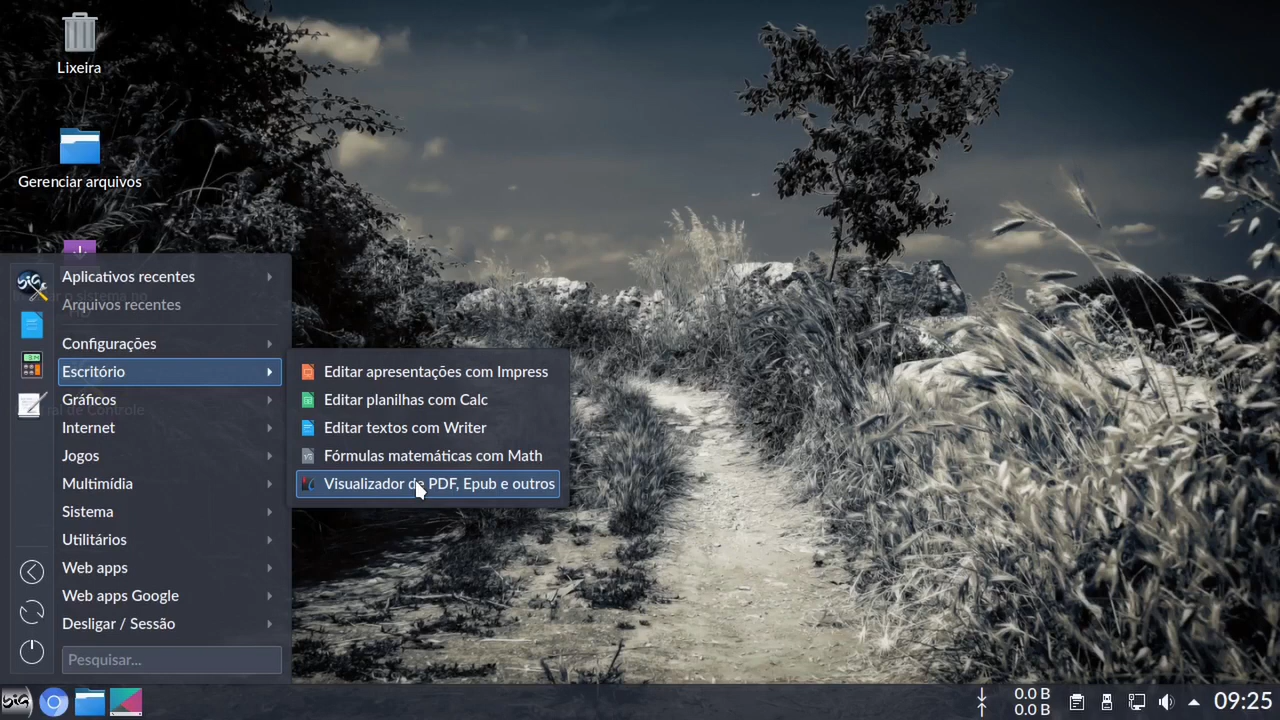 Lixeira
Gerenciar arquivos
Aplicativos recentes
Arquivos recentes
Configurações
Escritório
Gráficos
Internet
Jogos
Multimídia
Sistema
Utilitários
Web apps
Web apps Google
Desligar / Sessão
Pesquisar...
Editar apresentações com Impress
Editar planilhas com Calc
Editar textos com Writer
Fórmulas matemáticas com Math
Visualizador de PDF, Epub e outros
de Controle
0.0 B
0.0 B
09:25